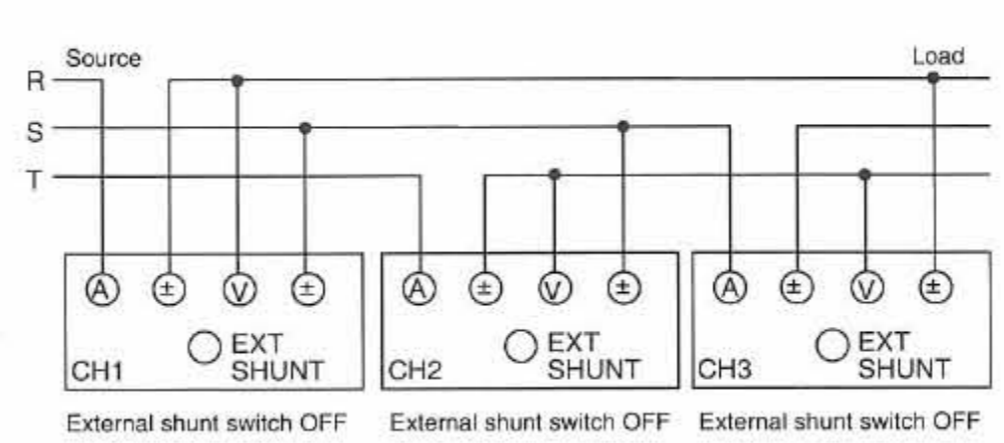 Source Load
R
S
T
A ± V ± A ± V ± A ± V ±
EXT EXT EXT
CH1 SHUNT CH2 SHUNT CH3 SHUNT
External shunt switch OFF External shunt switch OFF External shunt switch OFF